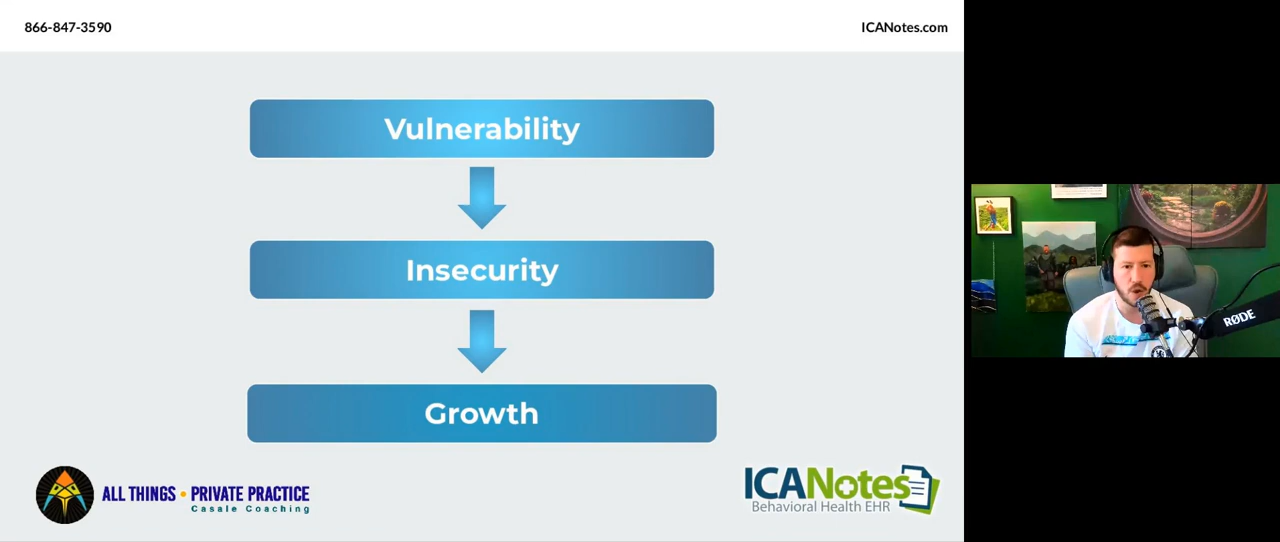 866-847-3590
ICANotes.com
Vulnerability
Insecurity
Growth
ALL THINGS • PRIVATE PRACTICE
Casale Coaching
ICANotes
Behavioral Health EHR
RØDE